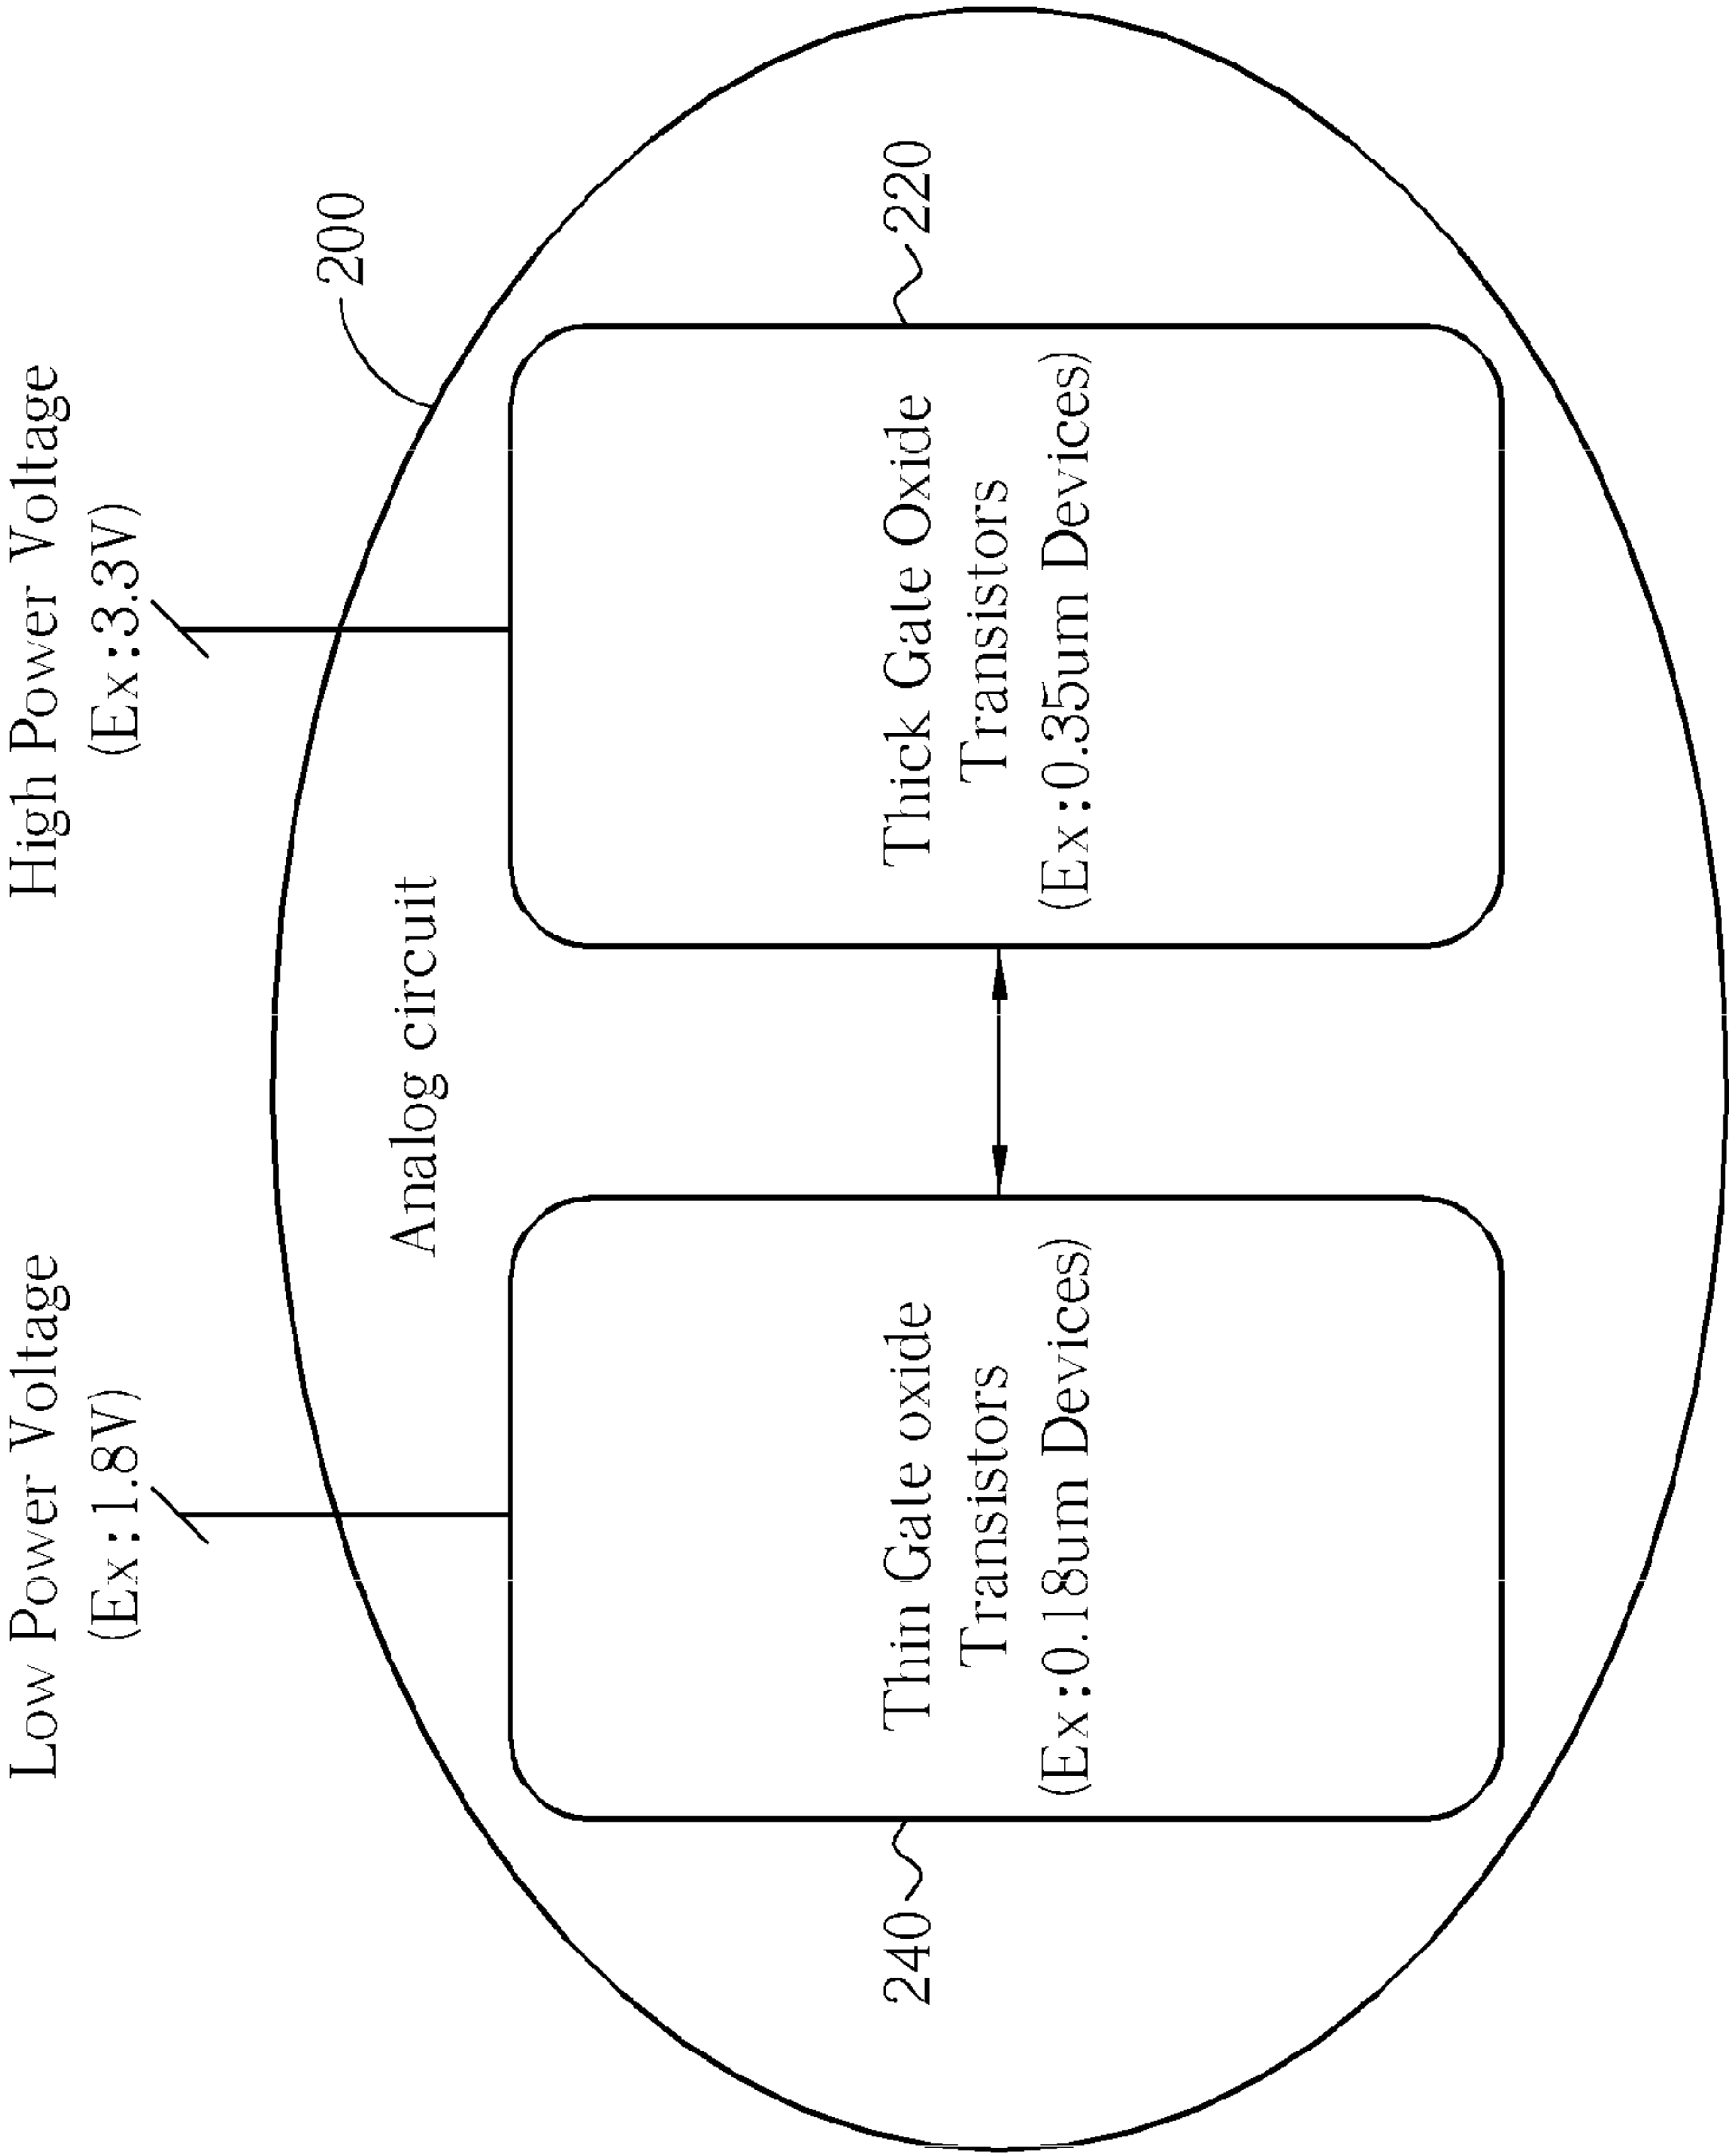 Low Power Voltage
(Ex:1.8V)
High Power Voltage
(Ex:3.3V)
200
Analog circuit
240
Thin Gate oxide
Transistors
(Ex:0.18um Devices)
Thick Gate Oxide
Transistors
(Ex:0.35um Devices)
220